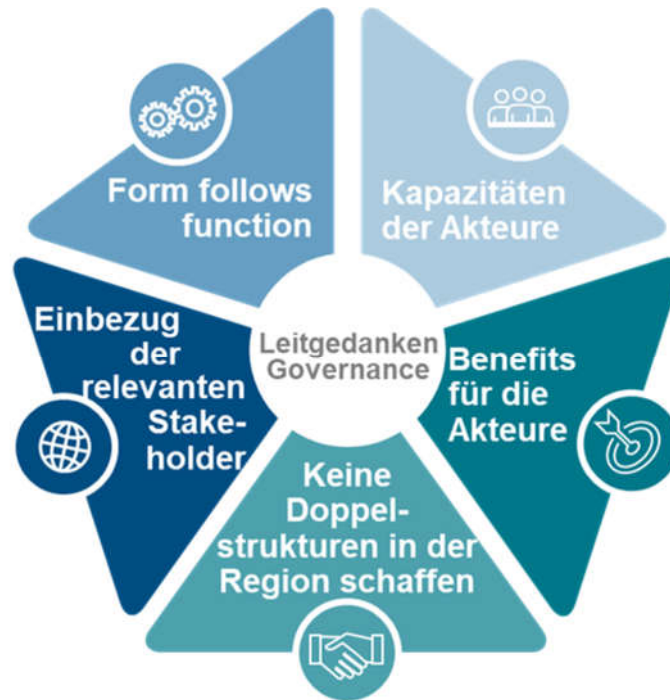 Form follows
function
Kapazitäten
der Akteure
Einbezug
der
relevanten
Stake-
holder
Leitgedanken
Governance
Benefits
für die
Akteure
Keine
Doppel-
strukturen in der
Region schaffen